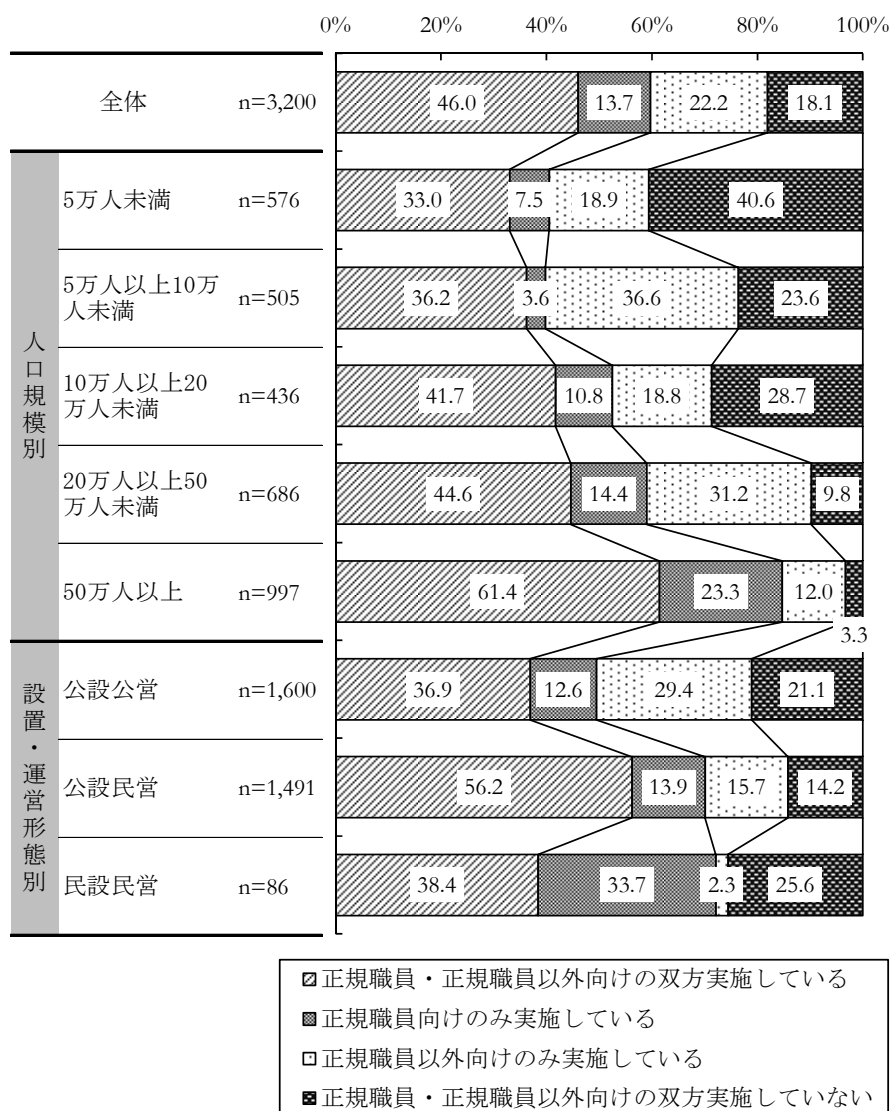 0% 20% 40% 60% 80% 100%
全体 n=3,200 46.0 13.7 22.2 18.1
人口規模別
5万人未満 n=576 33.0 7.5 18.9 40.6
5万人以上10万
人未満 n=505 36.2 3.6 36.6 23.6
10万人以上20
万人未満 n=436 41.7 10.8 18.8 28.7
20万人以上50
万人未満 n=686 44.6 14.4 31.2 9.8
50万人以上 n=997 61.4 23.3 12.0 3.3
設置・運営形態別
公設公営 n=1,600 36.9 12.6 29.4 21.1
公設民営 n=1,491 56.2 13.9 15.7 14.2
民設民営 n=86 38.4 33.7 2.3 25.6
正規職員・正規職員以外向けの双方実施している
正規職員向けのみ実施している
正規職員以外向けのみ実施している
正規職員・正規職員以外向けの双方実施していない